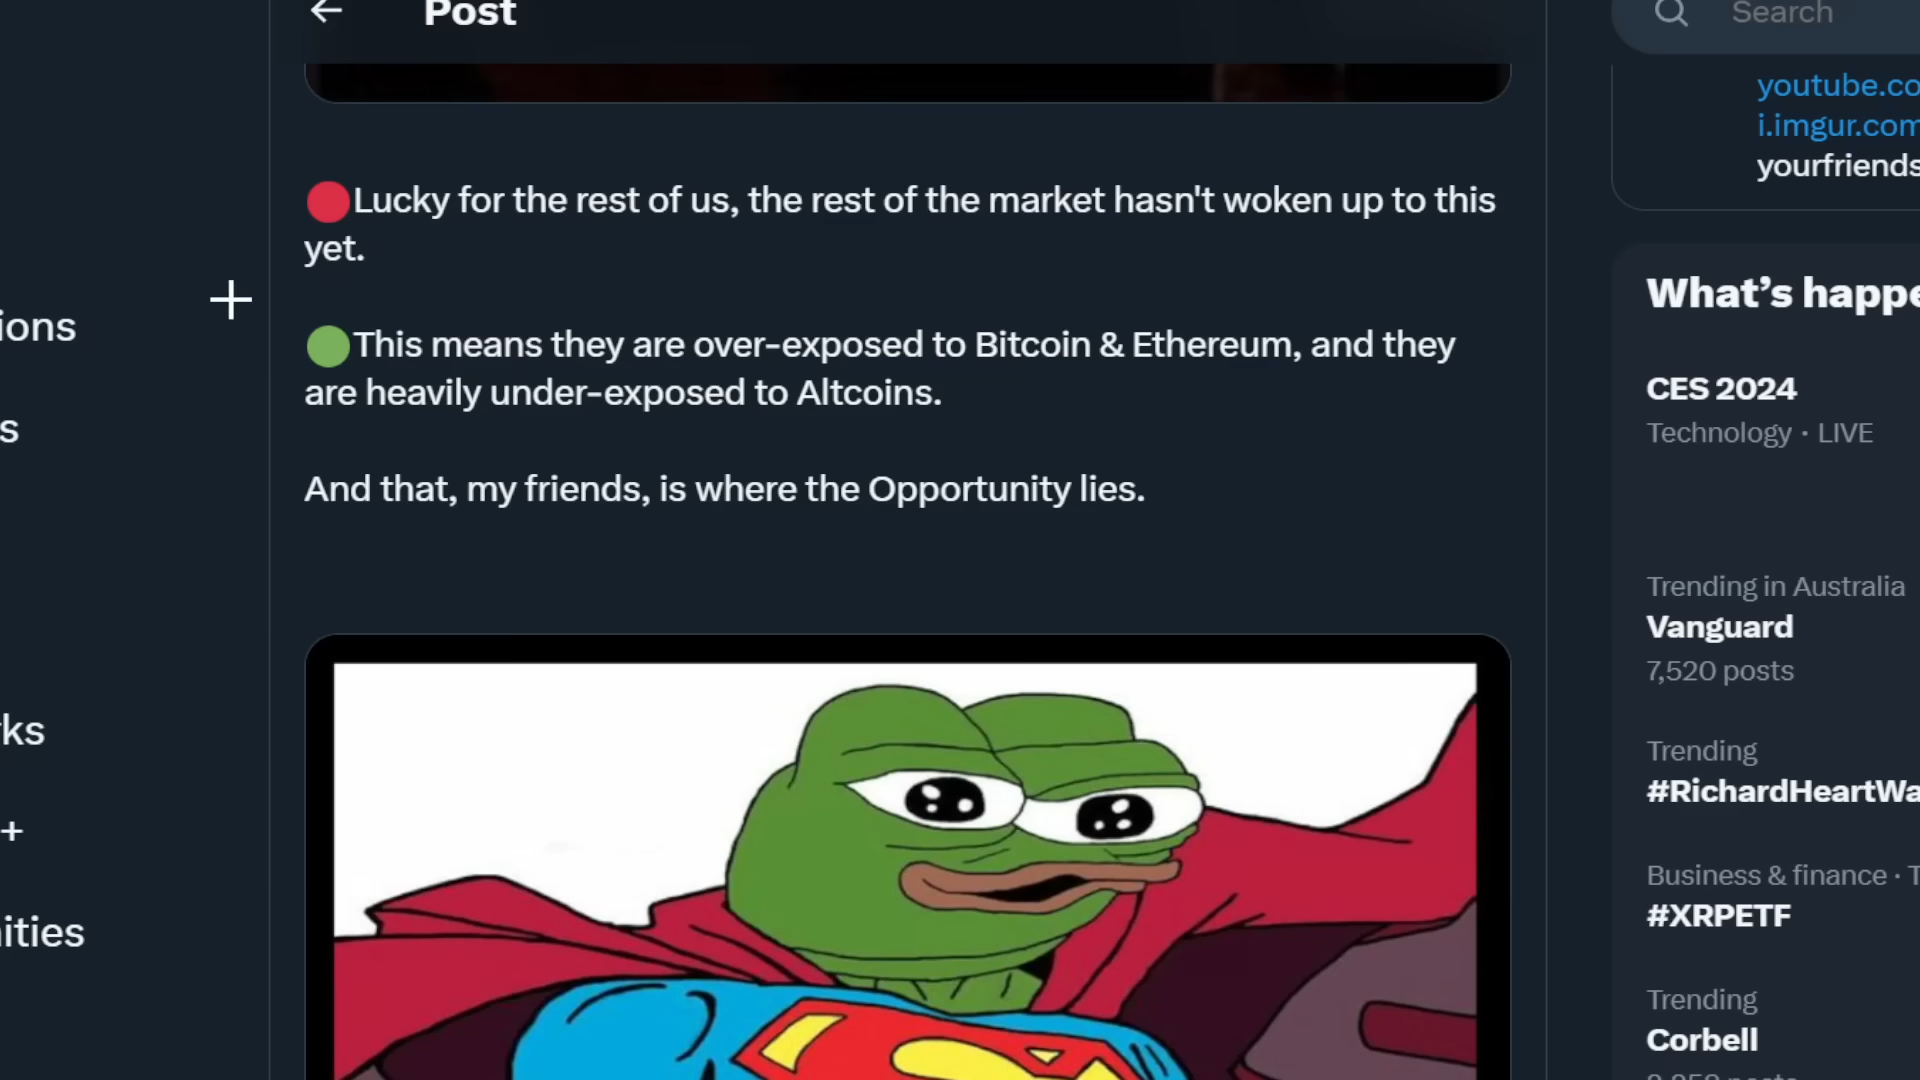 Post
Search
youtube.co
i.imgur.com
yourfriends
Lucky for the rest of us, the rest of the market hasn't woken up to this
yet.
This means they are over-exposed to Bitcoin & Ethereum, and they
are heavily under-exposed to Altcoins.
And that, my friends, is where the Opportunity lies.
ions
s
ks
+
ities
What's happe
CES 2024
Technology · LIVE
Trending in Australia
Vanguard
7,520 posts
Trending
#RichardHeartWa
Business & finance · T
#XRPETF
Trending
Corbell